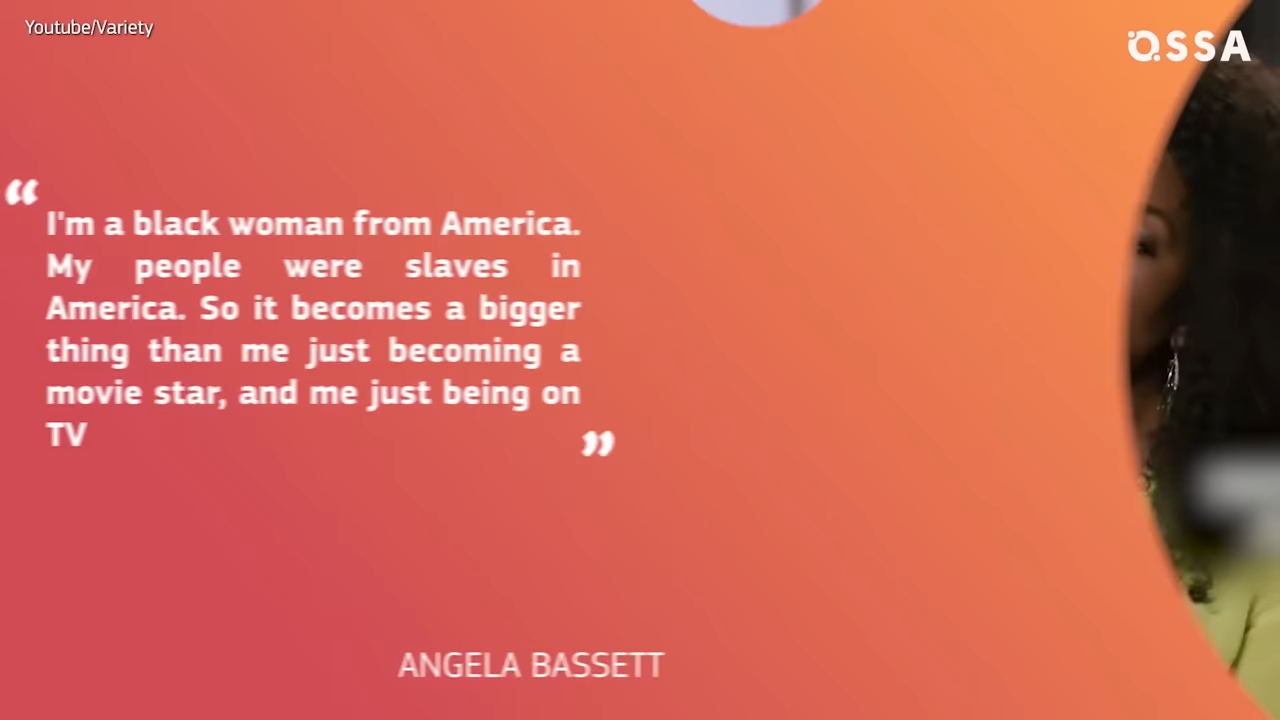 Youtube/Variety
OSSA
“
I'm a black woman from America.
My people were slaves in
America. So it becomes a bigger
thing than me just becoming a
movie star, and me just being on
TV
”
ANGELA BASSETT